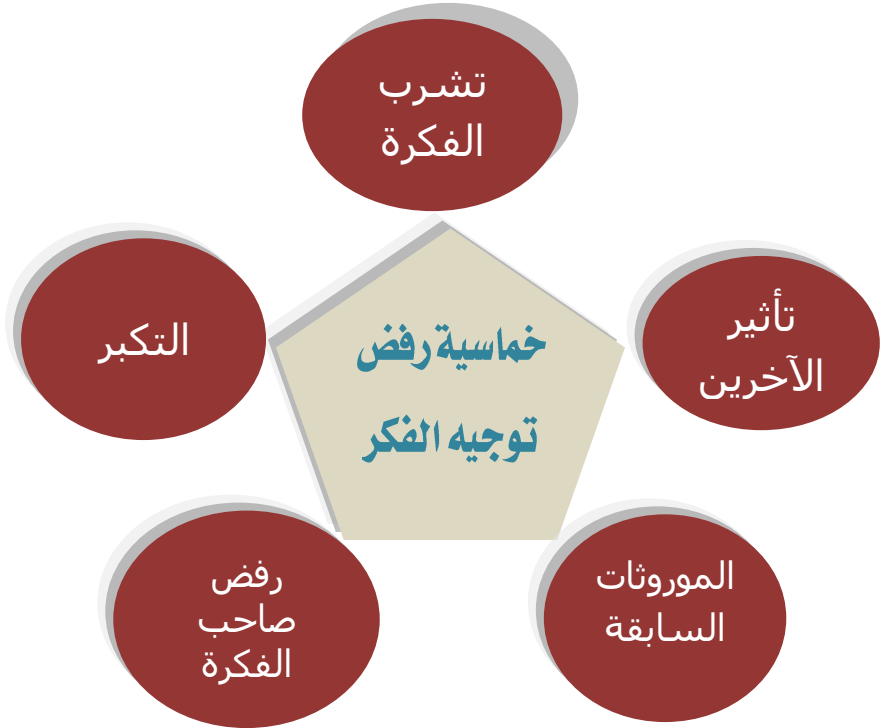 تشرب
الفكرة
تأثير
الآخرين
التكبر
خماسية رفض
توجيه الفكر
الموروثات
السابقة
رفض
صاحب
الفكرة